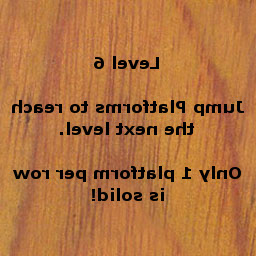 Level 6
Jump Platforms to reach
the next level.
Only 1 platform per row
is solid!